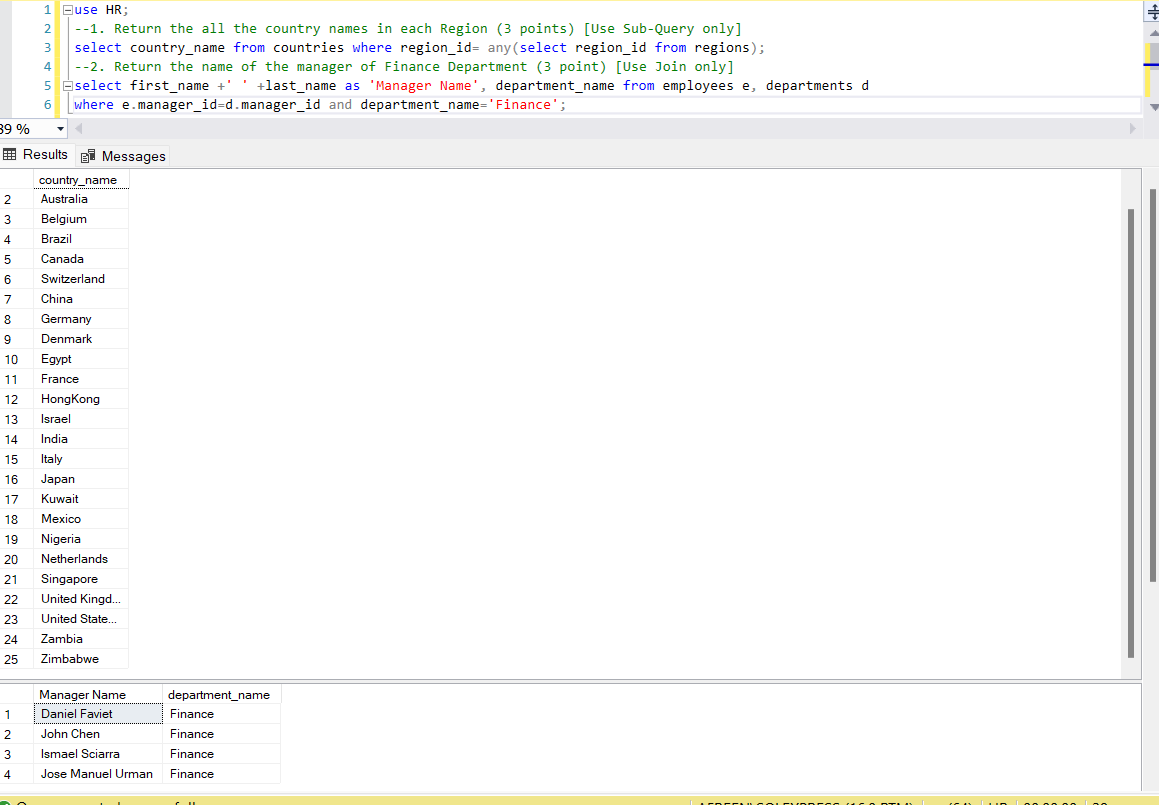 1 use HR;
2 --1. Return the all the country names in each Region (3 points) [Use Sub-Query only]
3 select country_name from countries where region_id= any(select region_id from regions);
4 --2. Return the name of the manager of Finance Department (3 point) [Use Join only]
5 select first_name +' ' +last_name as 'Manager Name', department_name from employees e, departments d
6 where e.manager_id=d.manager_id and department_name='Finance';
39 %
Results Messages
country_name
2 Australia
3 Belgium
4 Brazil
5 Canada
6 Switzerland
7 China
8 Germany
9 Denmark
10 Egypt
11 France
12 HongKong
13 Israel
14 India
15 Italy
16 Japan
17 Kuwait
18 Mexico
19 Nigeria
20 Netherlands
21 Singapore
22 United Kingd...
23 United State...
24 Zambia
25 Zimbabwe
Manager Name department_name
1 Daniel Faviet Finance
2 John Chen Finance
3 Ismael Sciarra Finance
4 Jose Manuel Urman Finance